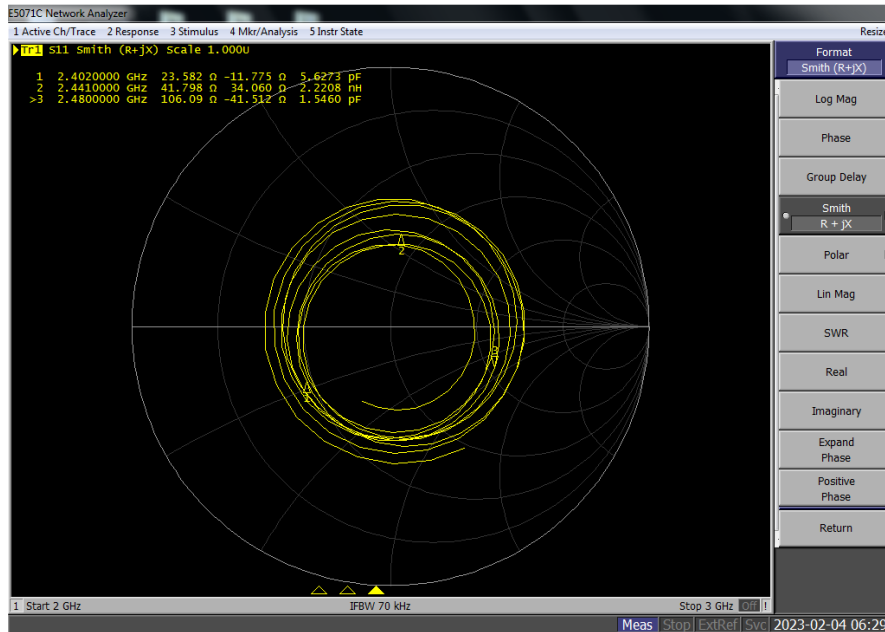 E5071C Network Analyzer
1 Active Ch/Trace 2 Response 3 Stimulus 4 Mkr/Analysis 5 Instr State
Resize
Tr1 S11 Smith (R+jX) Scale 1.000U
1 2.4020000 GHz 23.582 Ω -11.775 Ω 5.6273 pF
2 2.4410000 GHz 41.798 Ω 34.060 Ω 2.2208 nH
>3 2.4800000 GHz 106.09 Ω -41.512 Ω 1.5460 pF
2
Format
Smith (R+jX)
Log Mag
Phase
Group Delay
Smith
R + jX
Polar
Lin Mag
SWR
Real
Imaginary
Expand
Phase
Positive
Phase
Return
1 Start 2 GHz
IFBW 70 kHz
Stop 3 GHz Off !
Meas Stop ExtRef Svc 2023-02-04 06:29